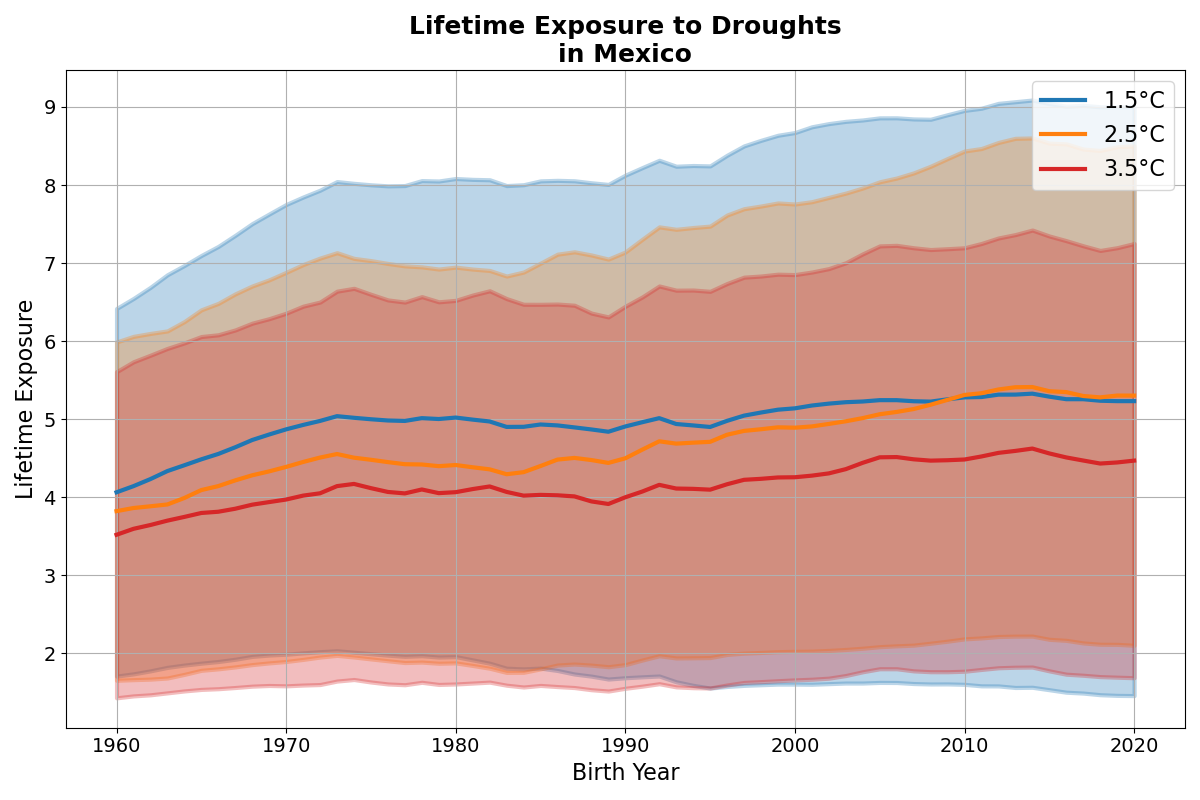 Lifetime Exposure to Droughts
in Mexico
1.5°C
2.5°C
3.5°C
Lifetime Exposure
9
8
7
6
5
4
3
2
1960 1970 1980 1990 2000 2010 2020
Birth Year